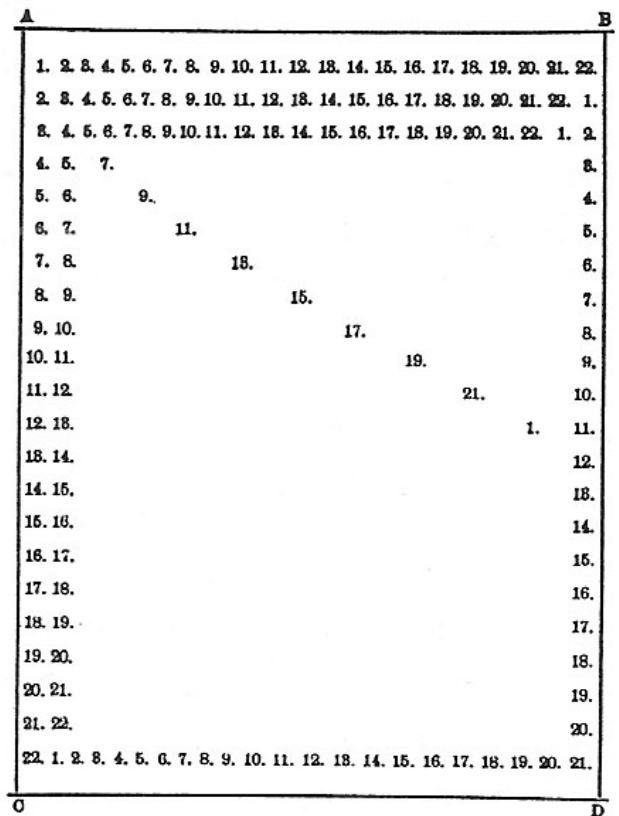 A B
1. 2. 3. 4. 5. 6. 7. 8. 9. 10. 11. 12. 13. 14. 15. 16. 17. 18. 19. 20. 21. 22.
2. 3. 4. 5. 6. 7. 8. 9. 10. 11. 12. 13. 14. 15. 16. 17. 18. 19. 20. 21. 22. 1.
3. 4. 5. 6. 7. 8. 9. 10. 11. 12. 13. 14. 15. 16. 17. 18. 19. 20. 21. 22. 1. 2.
4. 5. 7. 3.
5. 6. 9. 4.
6. 7. 11. 5.
7. 8. 13. 6.
8. 9. 15. 7.
9. 10. 17. 8.
10. 11. 19. 9.
11. 12. 21. 10.
12. 13. 1. 11.
13. 14. 12.
14. 15. 13.
15. 16. 14.
16. 17. 15.
17. 18. 16.
18. 19. 17.
19. 20. 18.
20. 21. 19.
21. 22. 20.
22. 1. 2. 3. 4. 5. 6. 7. 8. 9. 10. 11. 12. 13. 14. 15. 16. 17. 18. 19. 20. 21.
C D